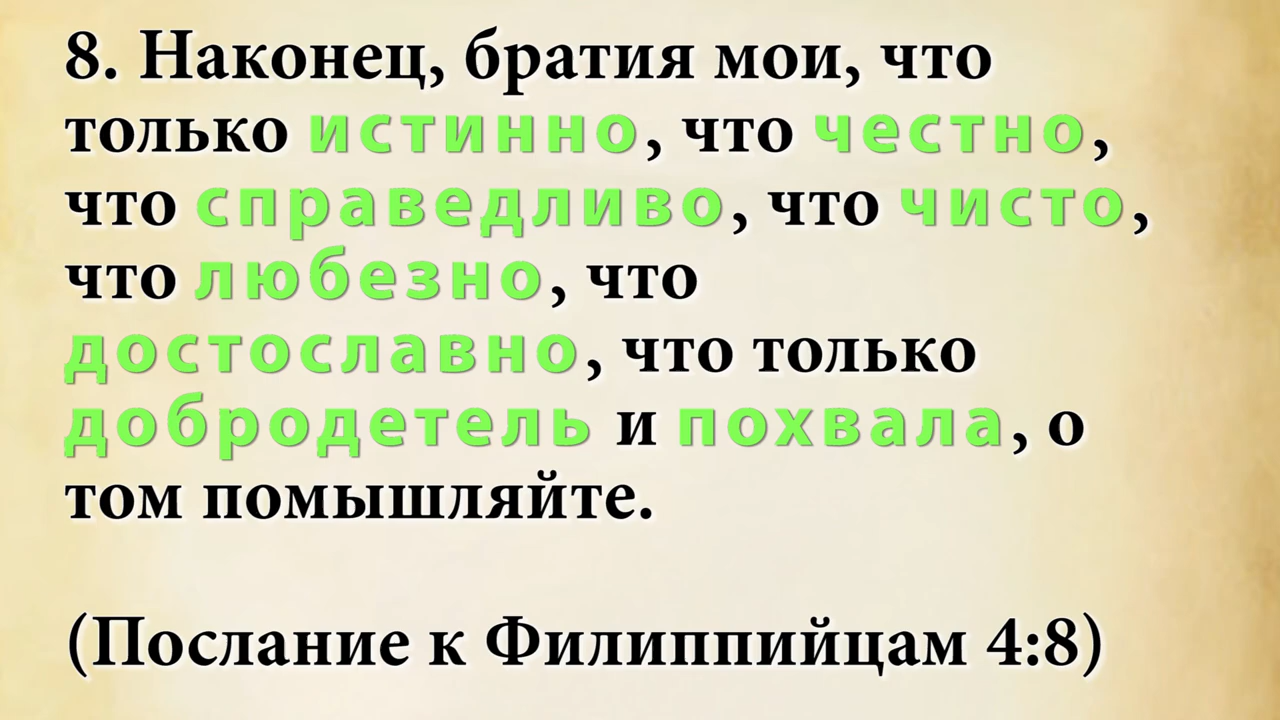 8. Наконец, братия мои, что
только истинно, что честно,
что справедливо, что чисто,
что любезно, что
достославно, что только
добродетель и похвала, о
том помышляйте.
(Послание к Филиппийцам 4:8)